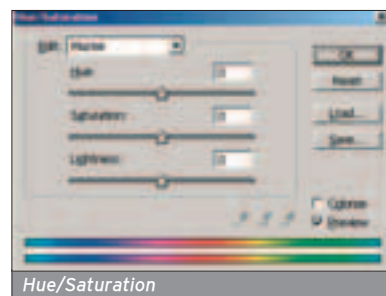 Hue/Saturation
Edit: Master
OK
Hue: 0
Reset
Saturation: 0
Load...
Save...
Lightness: 0
Colorize
Preview
Hue/Saturation